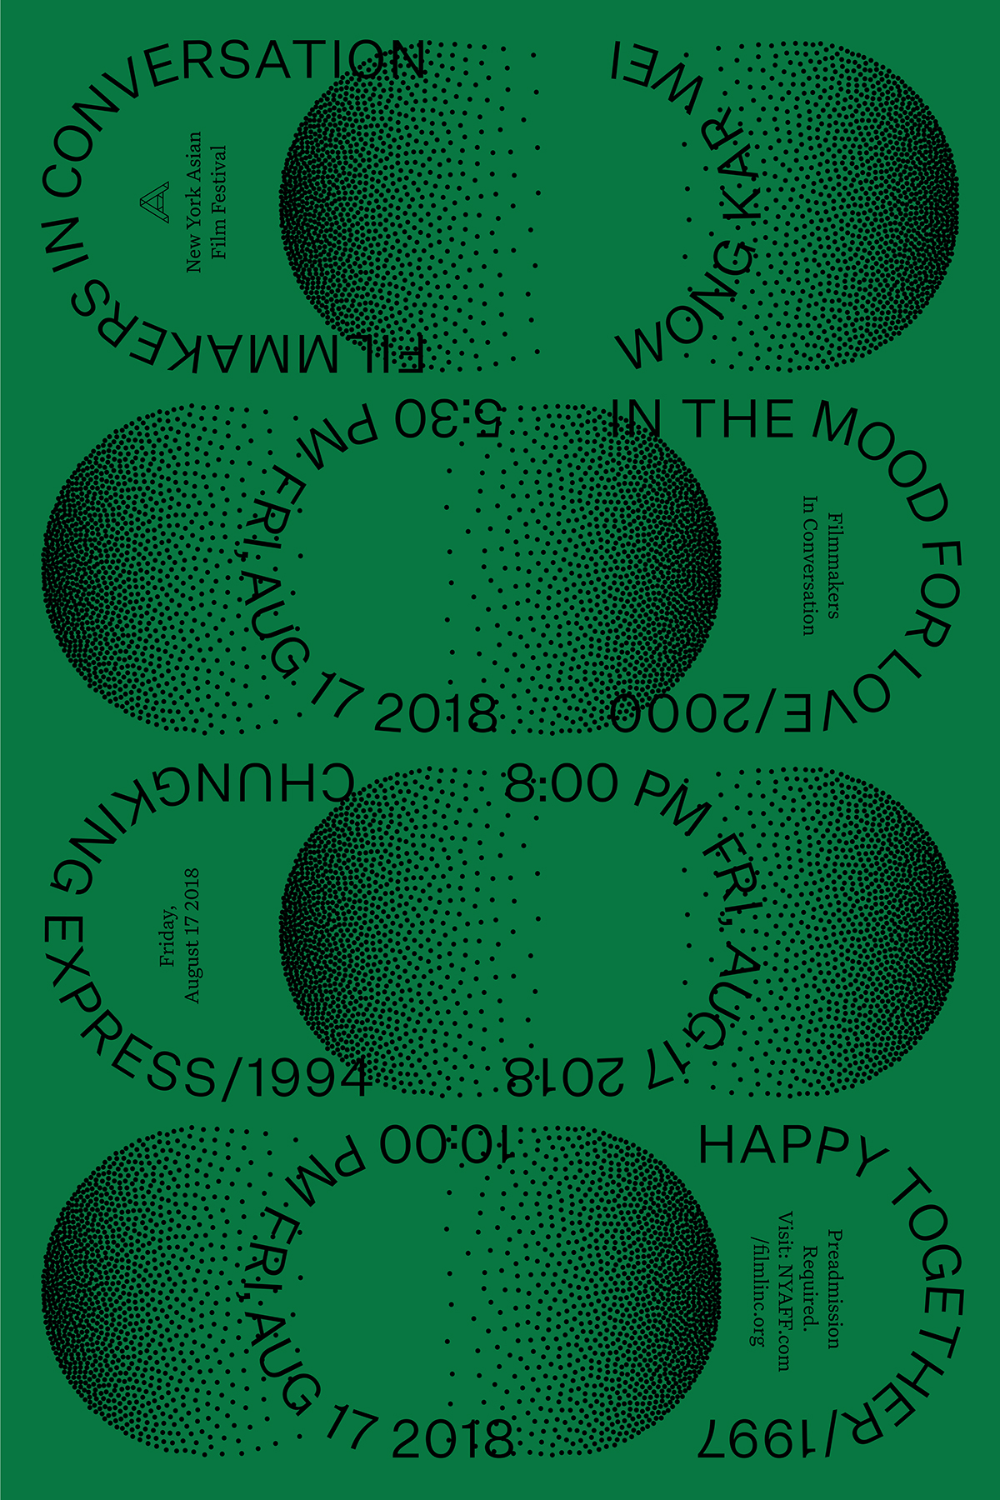 FILMMAKERS IN CONVERSATION
New York Asian
Film Festival
WONG KAR WEI
5:30 PM FRI, AUG 17 2018
IN THE MOOD FOR LOVE/2000
Filmmakers
In Conversation
CHUNGKING EXPRESS/1994
Friday,
August 17 2018
8:00 PM FRI, AUG 17 2018
10:00 PM FRI, AUG 17 2018
HAPPY TOGETHER/1997
Preadmission
Required.
Visit: NYAFF.com
/filmlinc.org